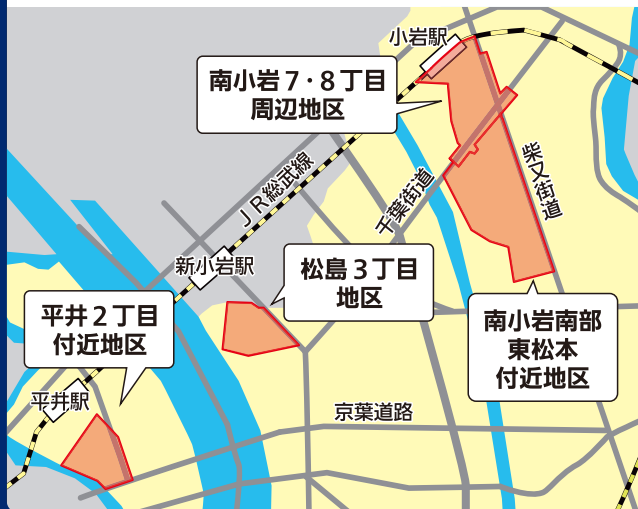 小岩駅
南小岩7・8丁目
周辺地区
柴又街道
JR総武線
千葉街道
新小岩駅
松島3丁目
地区
平井2丁目
付近地区
南小岩南部
東松本
付近地区
平井駅
京葉道路